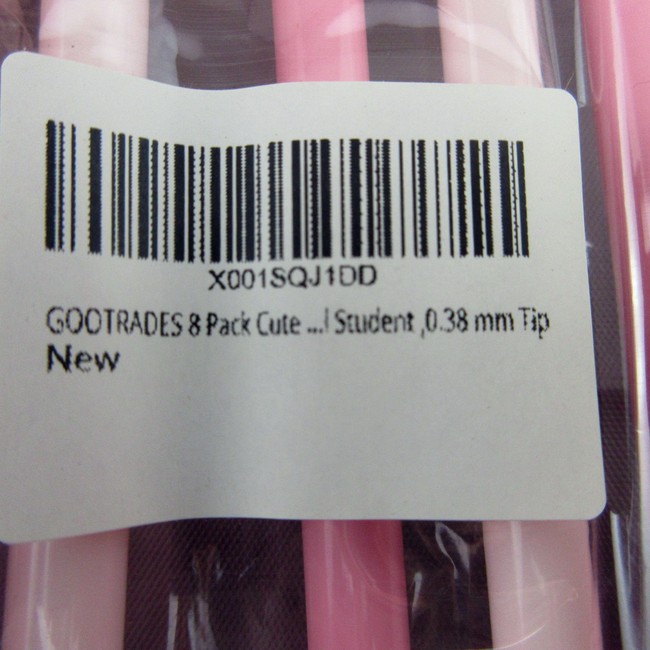 X001SQJ1DD
GOOTRADES 8 Pack Cute ...l Student ,0.38 mm Tip
New